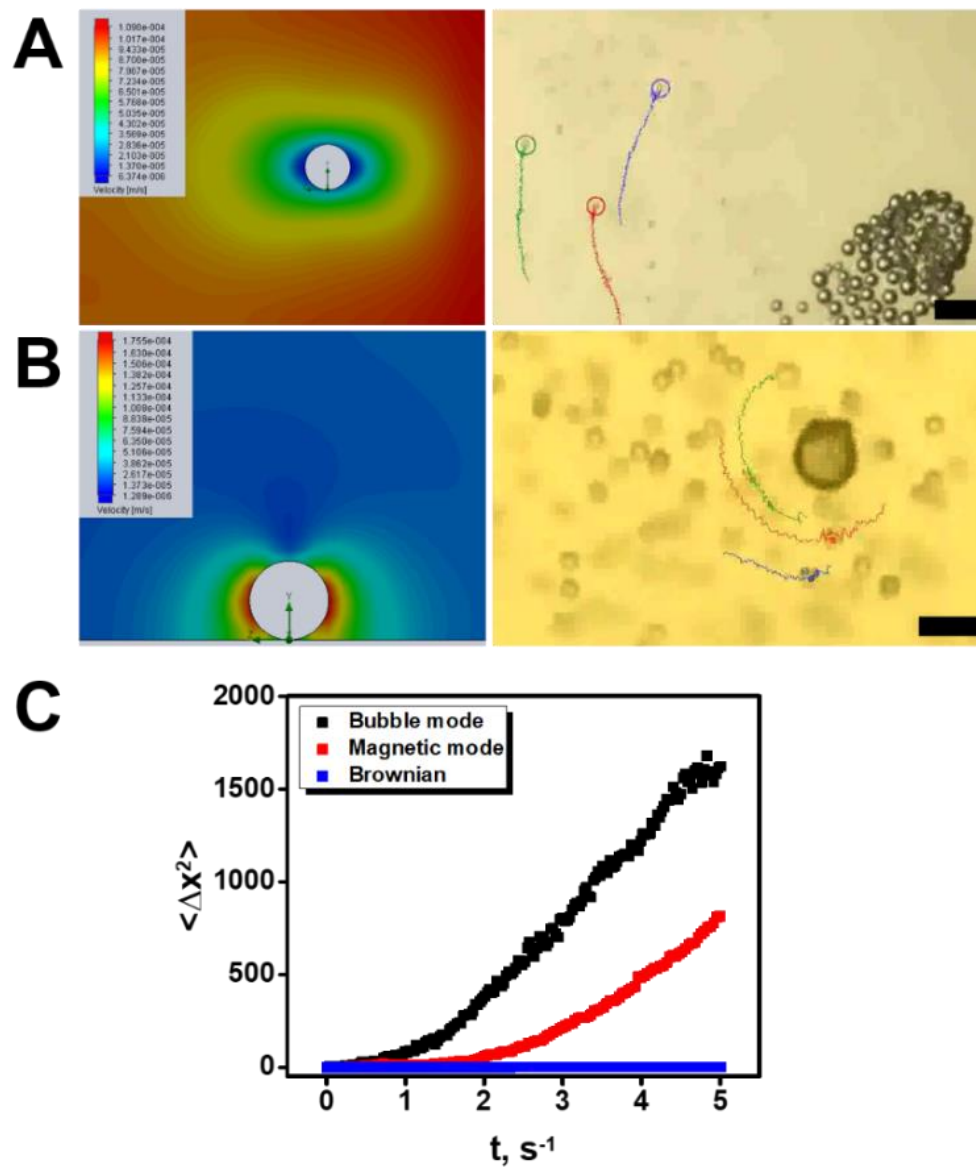 A
1.090e-004
1.017e-004
9.433e-005
8.700e-005
7.967e-005
7.234e-005
6.501e-005
5.768e-005
5.035e-005
4.302e-005
3.569e-005
2.836e-005
2.103e-005
1.370e-005
6.374e-006
Velocity [m/s]
B
1.755e-004
1.630e-004
1.506e-004
1.382e-004
1.257e-004
1.133e-004
1.008e-004
8.838e-005
7.594e-005
6.350e-005
5.106e-005
3.862e-005
2.617e-005
1.373e-005
1.289e-006
Velocity [m/s]
Y
C
2000
1500
1000
500
0
<Δx²>
Bubble mode
Magnetic mode
Brownian
0 1 2 3 4 5
t, s⁻¹